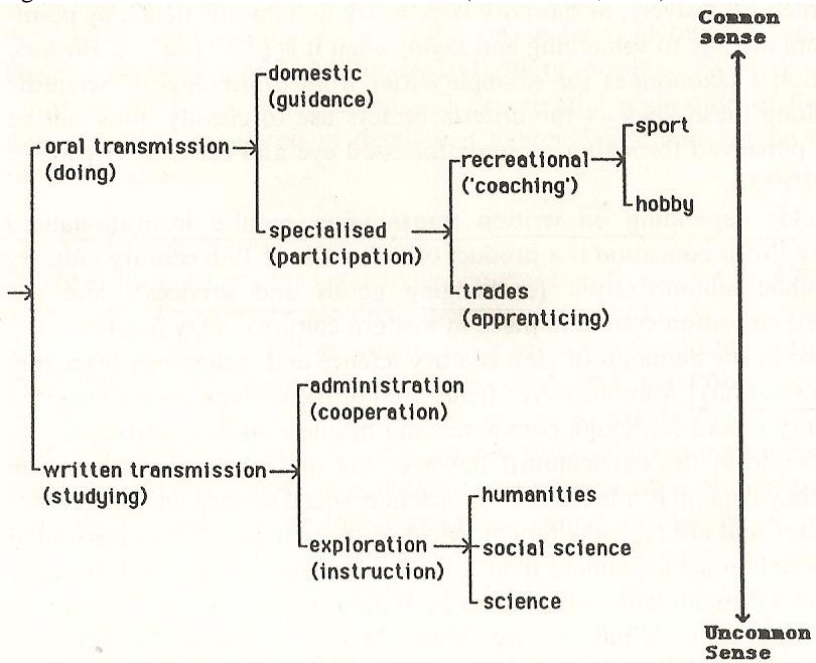 Common
sense
domestic
(guidance)
oral transmission
(doing)
sport
recreational
('coaching')
hobby
specialised
(participation)
trades
(apprenticing)
administration
(cooperation)
written transmission
(studying)
humanities
exploration
(instruction)
social science
science
Uncommon
Sense